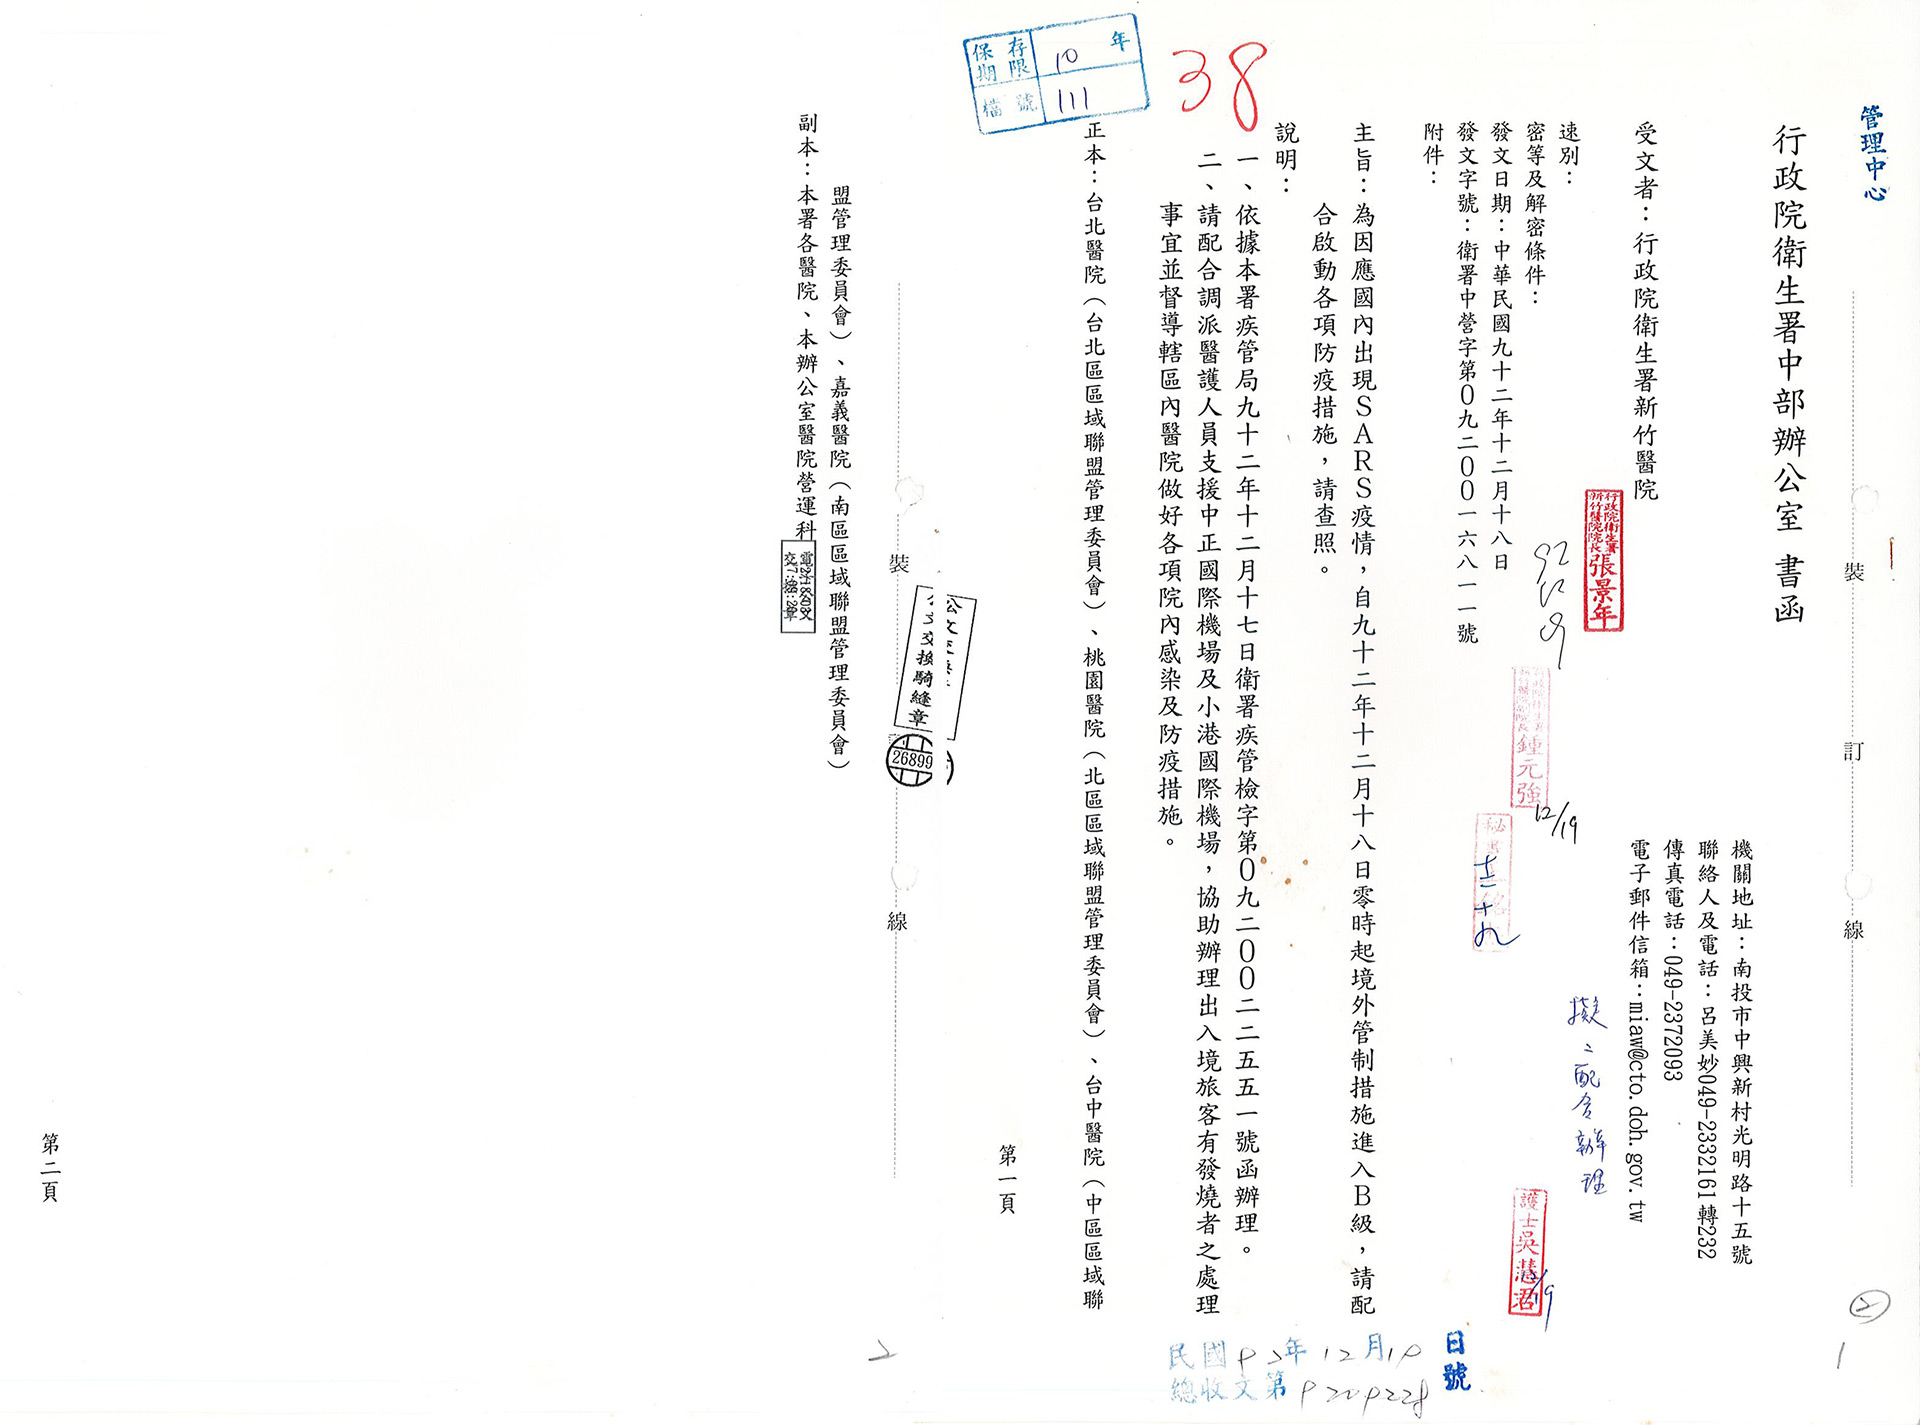 管理中心
裝 訂 線
行政院衛生署中部辦公室 書函
機關地址：南投市中興新村光明路十五號
聯絡人及電話：呂美妙049-2332161轉232
傳真電話：049-2372093
電子郵件信箱：miaw@cto.doh.gov.tw
受文者：行政院衛生署新竹醫院
行政院衛生署
新竹醫院院長
張景年
速別：
密等及解密條件：
發文日期：中華民國九十二年十二月十八日
發文字號：衛署中營字第０九二００一六八一一號
附件：
鍾元強
12/19
秘書
十二 十九
擬：配合辦理
護士吳慧君
12/19
主旨：為因應國內出現ＳＡＲＳ疫情，自九十二年十二月十八日零時起境外管制措施進入Ｂ級，請配
合啟動各項防疫措施，請查照。
說明：
一、依據本署疾管局九十二年十二月十七日衛署疾管檢字第０九二００二二五五一號函辦理。
二、請配合調派醫護人員支援中正國際機場及小港國際機場，協助辦理出入境旅客有發燒者之處理
事宜並督導轄區內醫院做好各項院內感染及防疫措施。
38
保存期限 10 年
檔號 111
正本：台北醫院（台北區區域聯盟管理委員會）、桃園醫院（北區區域聯盟管理委員會）、台中醫院（中區區域聯
第一頁
民國92年12月19日
總收文第9209228號
公文交換騎縫章
26899
裝
線
盟管理委員會）、嘉義醫院（南區區域聯盟管理委員會）
副本：本署各醫院、本辦公室醫院營運科
第二頁
2
1
2